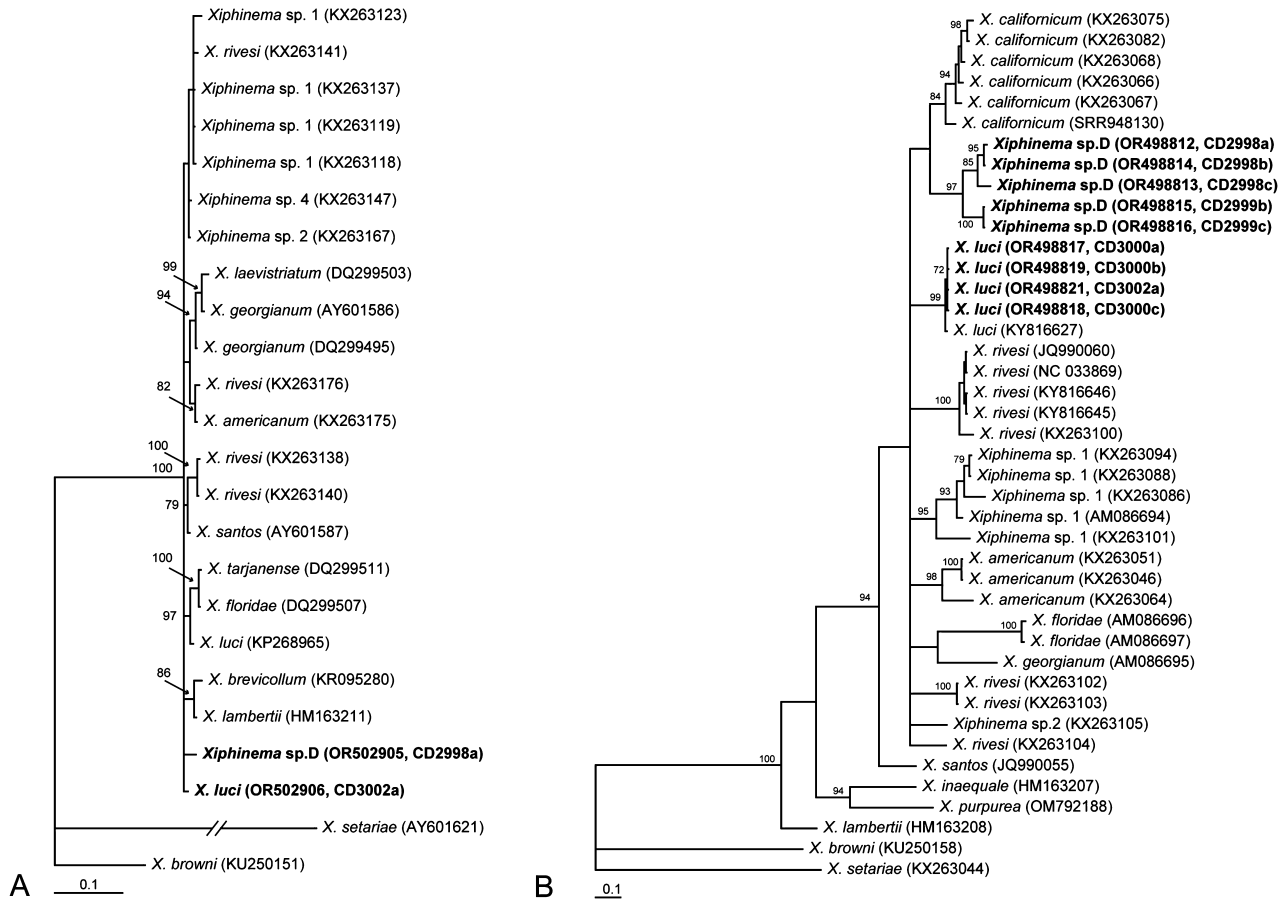 Xiphinema sp. 1 (KX263123)
X. rivesi (KX263141)
Xiphinema sp. 1 (KX263137)
Xiphinema sp. 1 (KX263119)
Xiphinema sp. 1 (KX263118)
Xiphinema sp. 4 (KX263147)
Xiphinema sp. 2 (KX263167)
99
X. laevistriatum (DQ299503)
94
X. georgianum (AY601586)
X. georgianum (DQ299495)
X. rivesi (KX263176)
82
X. americanum (KX263175)
100
X. rivesi (KX263138)
100
X. rivesi (KX263140)
79
X. santos (AY601587)
100
X. tarjanense (DQ299511)
X. floridae (DQ299507)
97
X. luci (KP268965)
86
X. brevicollum (KR095280)
X. lambertii (HM163211)
Xiphinema sp.D (OR502905, CD2998a)
X. luci (OR502906, CD3002a)
X. setariae (AY601621)
X. browni (KU250151)
A
0.1
98
X. californicum (KX263075)
X. californicum (KX263082)
X. californicum (KX263068)
94
X. californicum (KX263066)
84
X. californicum (KX263067)
X. californicum (SRR948130)
95
Xiphinema sp.D (OR498812, CD2998a)
85
Xiphinema sp.D (OR498814, CD2998b)
97
Xiphinema sp.D (OR498813, CD2998c)
Xiphinema sp.D (OR498815, CD2999b)
100
Xiphinema sp.D (OR498816, CD2999c)
X. luci (OR498817, CD3000a)
72
X. luci (OR498819, CD3000b)
X. luci (OR498821, CD3002a)
99
X. luci (OR498818, CD3000c)
X. luci (KY816627)
X. rivesi (JQ990060)
X. rivesi (NC 033869)
100
X. rivesi (KY816646)
X. rivesi (KY816645)
X. rivesi (KX263100)
79
Xiphinema sp. 1 (KX263094)
Xiphinema sp. 1 (KX263088)
93
Xiphinema sp. 1 (KX263086)
95
Xiphinema sp. 1 (AM086694)
Xiphinema sp. 1 (KX263101)
100
X. americanum (KX263051)
98
X. americanum (KX263046)
X. americanum (KX263064)
94
100
X. floridae (AM086696)
X. floridae (AM086697)
X. georgianum (AM086695)
100
X. rivesi (KX263102)
X. rivesi (KX263103)
Xiphinema sp.2 (KX263105)
X. rivesi (KX263104)
100
X. santos (JQ990055)
94
X. inaequale (HM163207)
X. purpurea (OM792188)
X. lambertii (HM163208)
X. browni (KU250158)
X. setariae (KX263044)
B
0.1